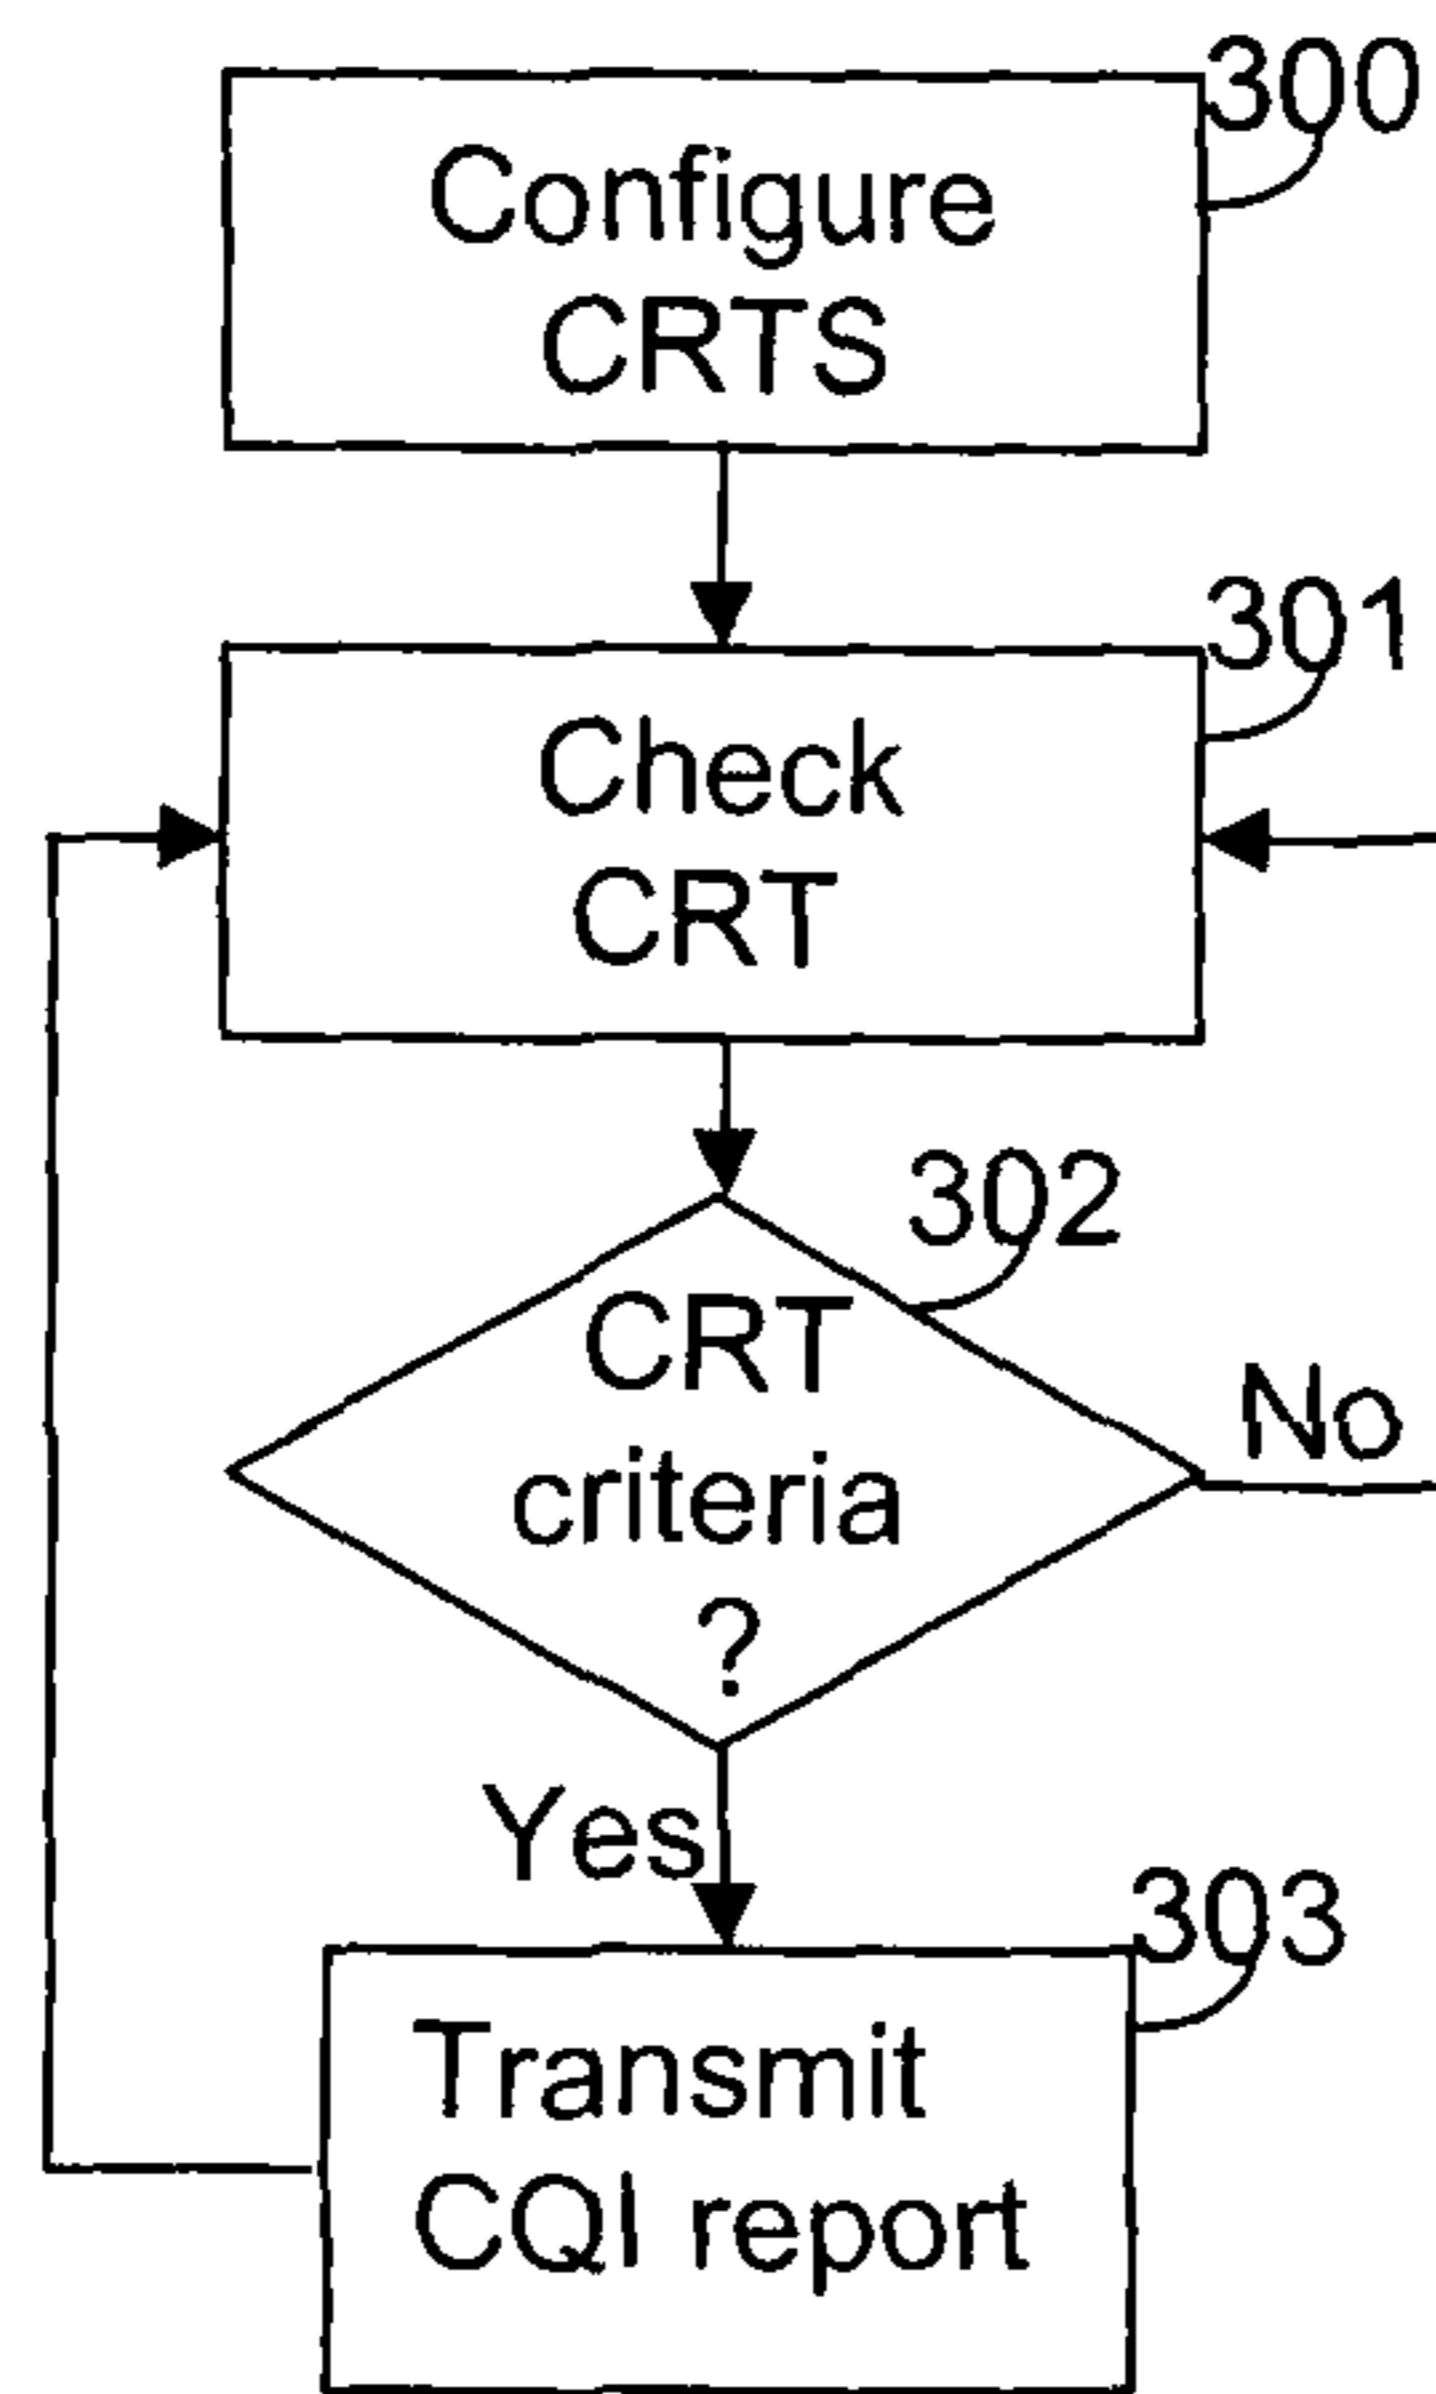 300
Configure
CRTS
301
Check
CRT
302
CRT
criteria
?
No
Yes
303
Transmit
CQI report